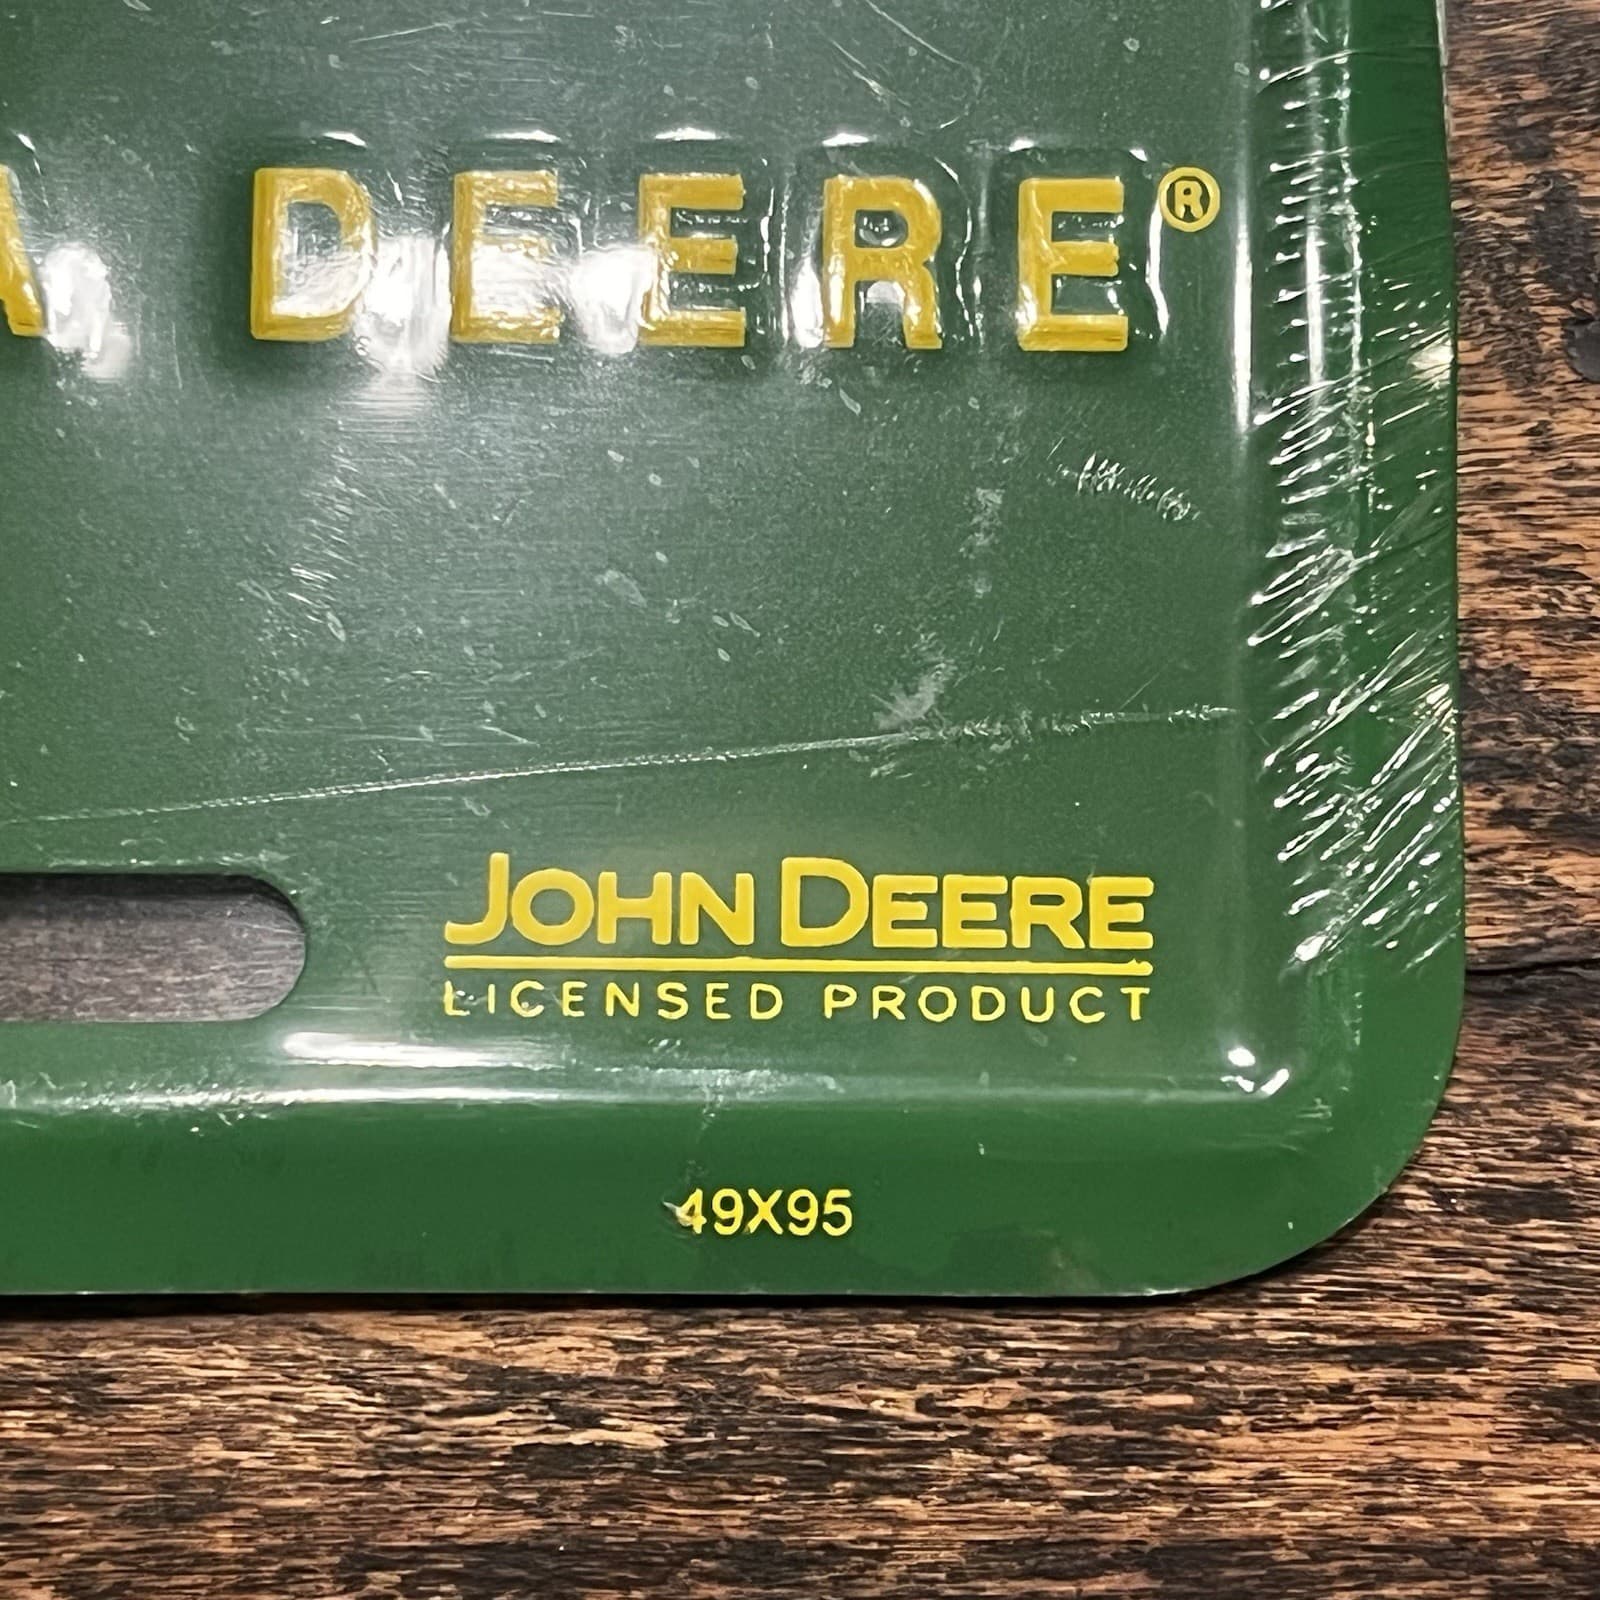 A DEERE®
JOHN DEERE
LICENSED PRODUCT
49X95